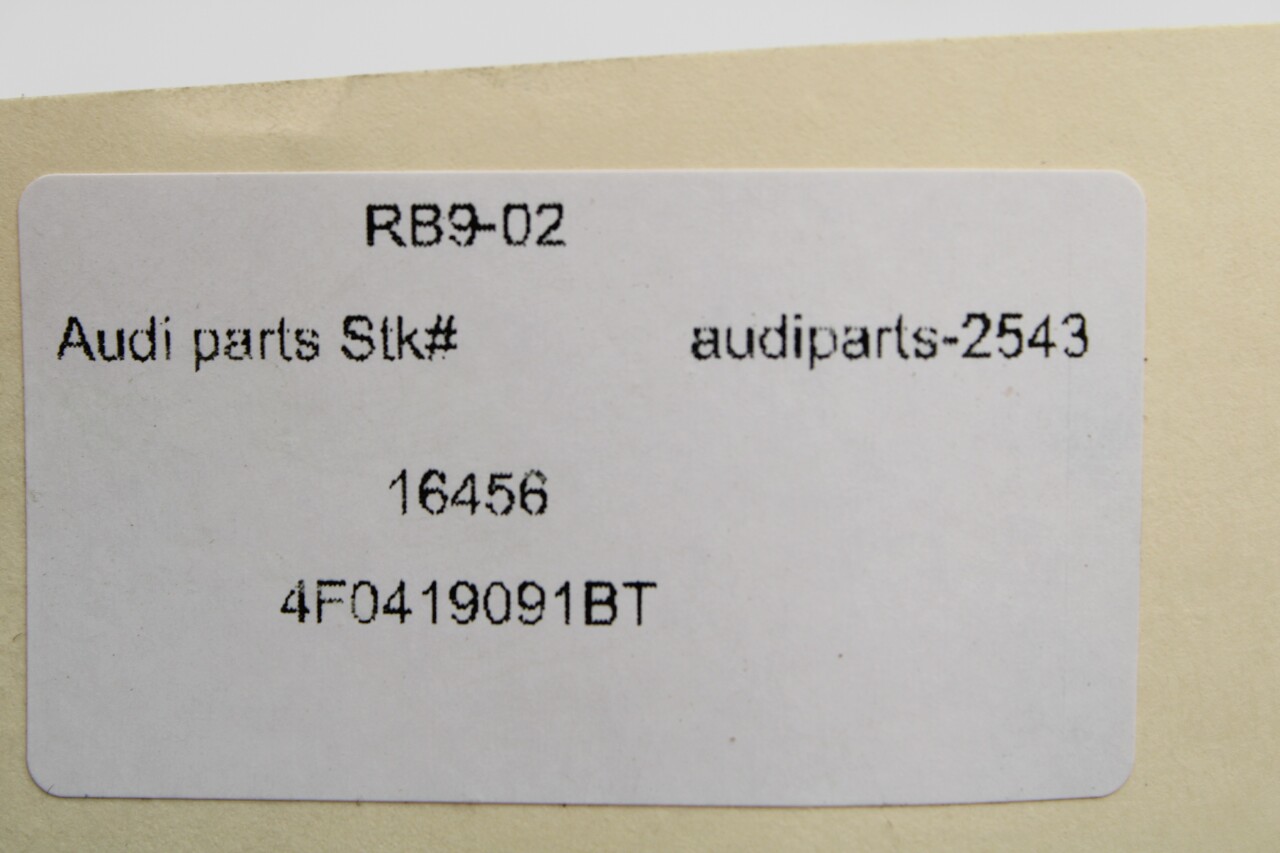 RB9-02
Audi parts Stk# audiparts-2543
16456
4F0419091BT